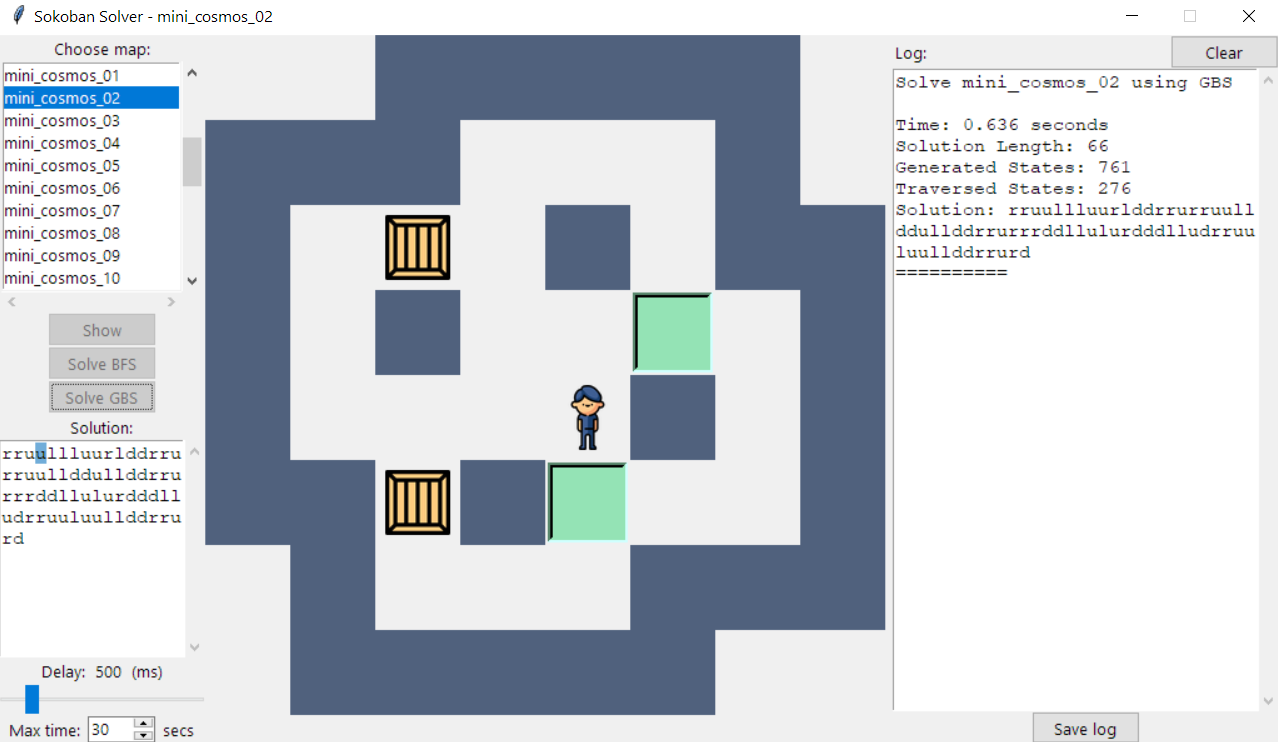 Sokoban Solver - mini_cosmos_02
Choose map:
mini_cosmos_01
mini_cosmos_02
mini_cosmos_03
mini_cosmos_04
mini_cosmos_05
mini_cosmos_06
mini_cosmos_07
mini_cosmos_08
mini_cosmos_09
mini_cosmos_10
Show
Solve BFS
Solve GBS
Solution:
rruullluurlddrru
rruullddullddrru
rrrddllulurdddll
udrruuluullddrru
rd
Delay: 500 (ms)
Max time: 30 secs
Log:
Clear
Solve mini_cosmos_02 using GBS
Time: 0.636 seconds
Solution Length: 66
Generated States: 761
Traversed States: 276
Solution: rruullluurlddrrurruull
ddullddrrurrrddllulurdddlludrruu
luullddrrurd
==========
Save log